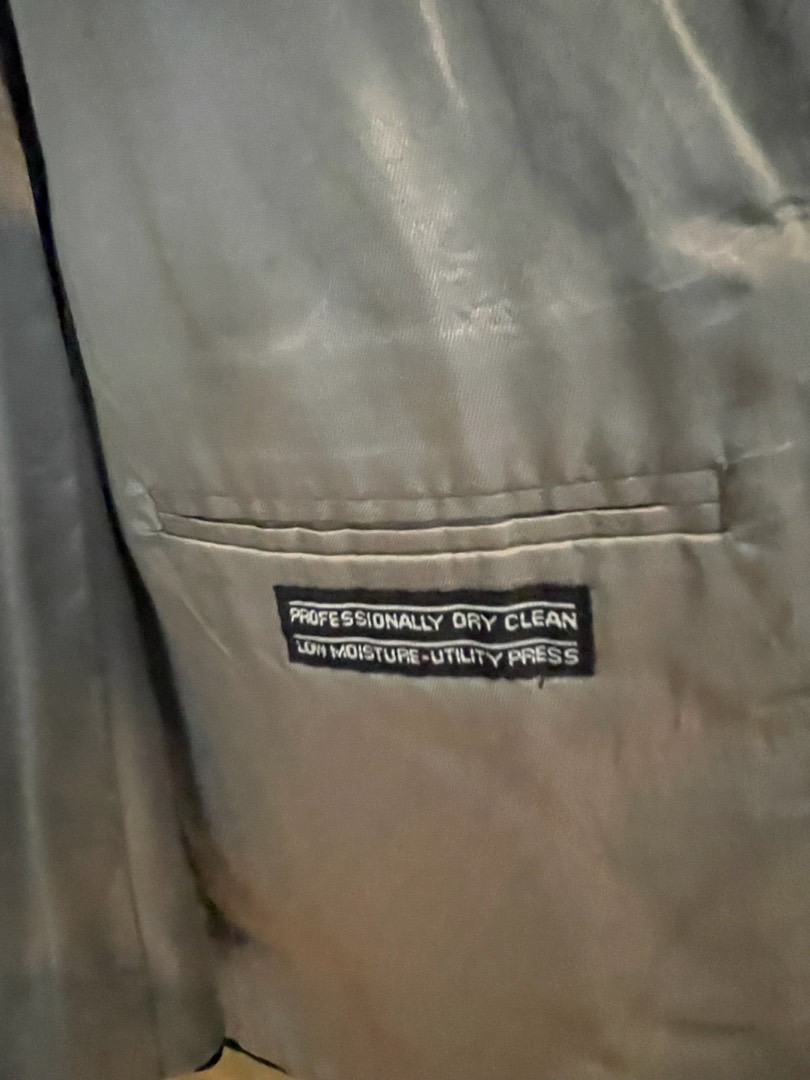 PROFESSIONALLY DRY CLEAN
LOW MOISTURE-UTILITY PRESS